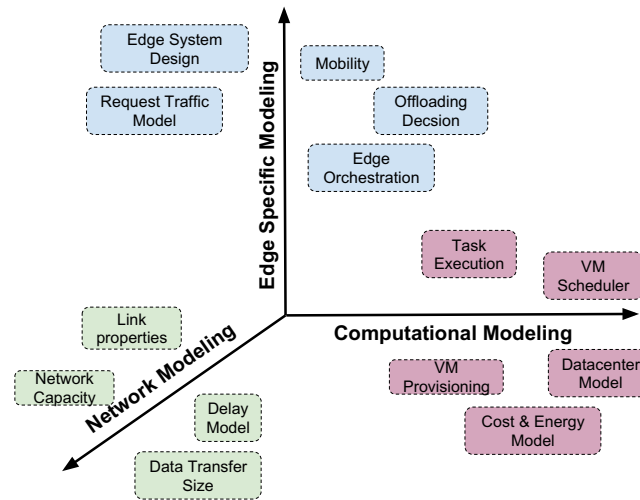 Edge System
Design
Mobility
Request Traffic
Model
Offloading
Decsion
Edge
Orchestration
Edge Specific Modeling
Task
Execution
VM
Scheduler
Link
properties
Computational Modeling
Network Modeling
Network
Capacity
VM
Provisioning
Datacenter
Model
Delay
Model
Cost & Energy
Model
Data Transfer
Size